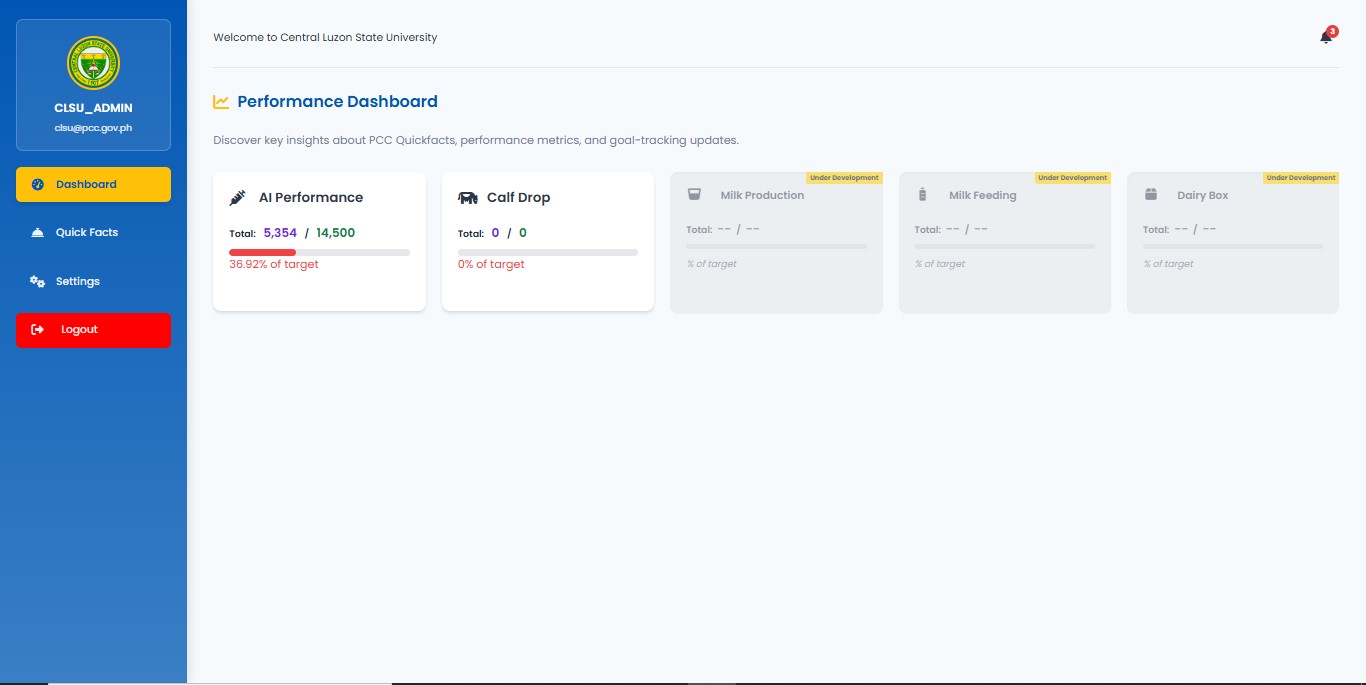 CLSU_ADMIN
clsu@pcc.gov.ph
Dashboard
Quick Facts
Settings
Logout
Welcome to Central Luzon State University
3
Performance Dashboard
Discover key insights about PCC Quickfacts, performance metrics, and goal-tracking updates.
AI Performance
Total: 5,354 / 14,500
36.92% of target
Calf Drop
Total: 0 / 0
0% of target
Under Development
Milk Production
Total: -- / --
% of target
Under Development
Milk Feeding
Total: -- / --
% of target
Under Development
Dairy Box
Total: -- / --
% of target